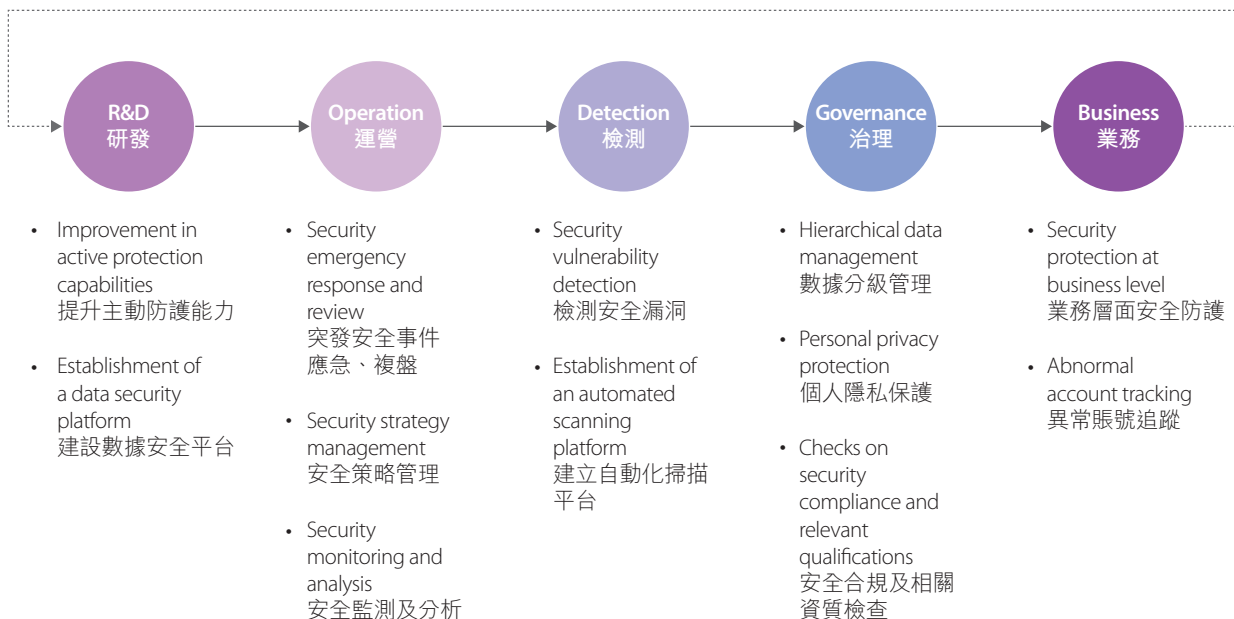 R&D
研發
Operation
運營
Detection
檢測
Governance
治理
Business
業務
• Improvement in
active protection
capabilities
提升主動防護能力
• Establishment of
a data security
platform
建設數據安全平台
• Security
emergency
response and
review
突發安全事件
應急、複盤
• Security strategy
management
安全策略管理
• Security
monitoring and
analysis
安全監測及分析
• Security
vulnerability
detection
檢測安全漏洞
• Establishment of
an automated
scanning
platform
建立自動化掃描
平台
• Hierarchical data
management
數據分級管理
• Personal privacy
protection
個人隱私保護
• Checks on
security
compliance and
relevant
qualifications
安全合規及相關
資質檢查
• Security
protection at
business level
業務層面安全防護
• Abnormal
account tracking
異常賬號追蹤